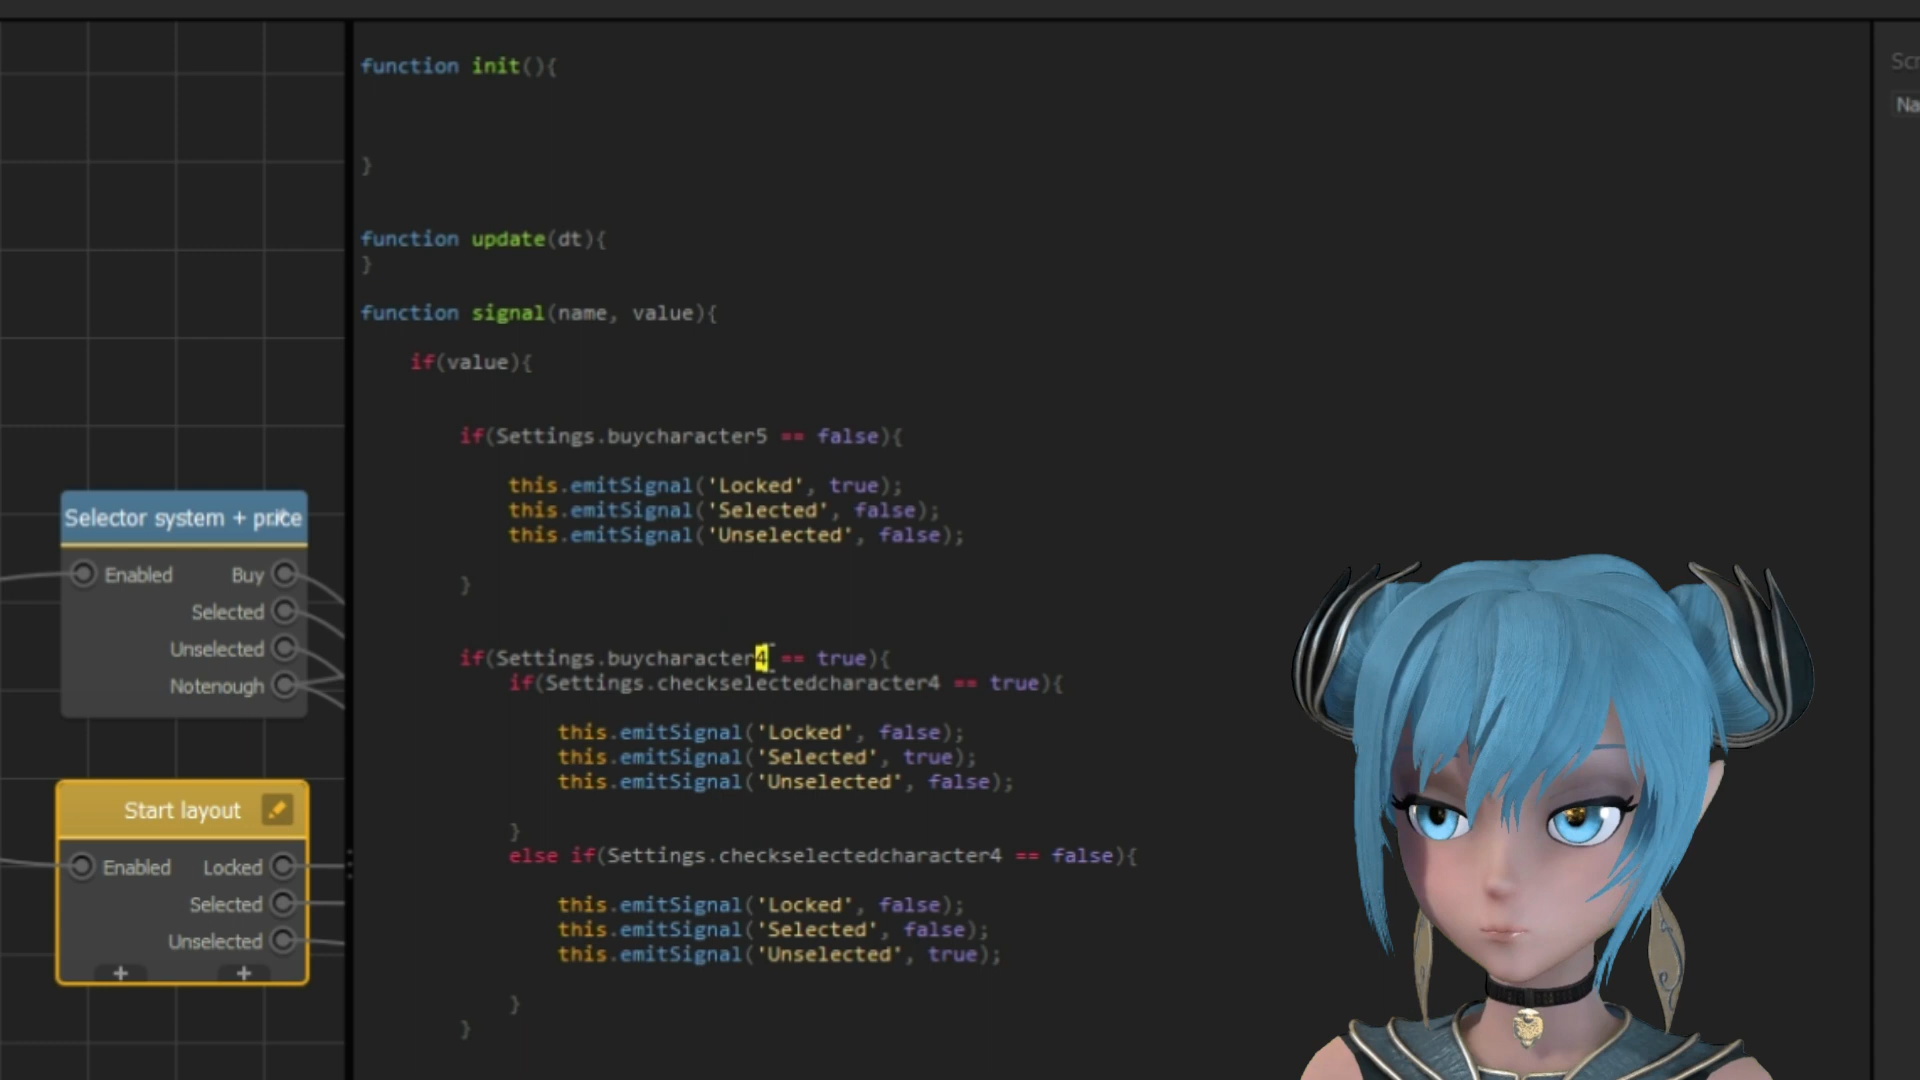 function init(){
}
function update(dt){
}
function signal(name, value){
if(value){
if(Settings.buycharacter5 == false){
this.emitSignal('Locked', true);
this.emitSignal('Selected', false);
this.emitSignal('Unselected', false);
}
if(Settings.buycharacter4 == true){
if(Settings.checkselectedcharacter4 == true){
this.emitSignal('Locked', false);
this.emitSignal('Selected', true);
this.emitSignal('Unselected', false);
}
else if(Settings.checkselectedcharacter4 == false){
this.emitSignal('Locked', false);
this.emitSignal('Selected', false);
this.emitSignal('Unselected', true);
}
}
Selector system + price
Enabled Buy
Selected
Unselected
Notenough
Start layout
Enabled Locked
Selected
Unselected
+ +
Scr
Na